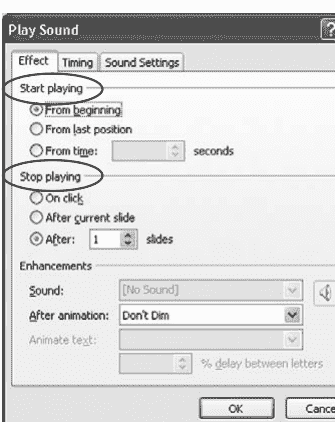 Play Sound
?
Effect Timing Sound Settings
Start playing
From beginning
From last position
From time: seconds
Stop playing
On click
After current slide
After: 1 slides
Enhancements
Sound: [No Sound]
After animation: Don't Dim
Animate text:
% delay between letters
OK Cance